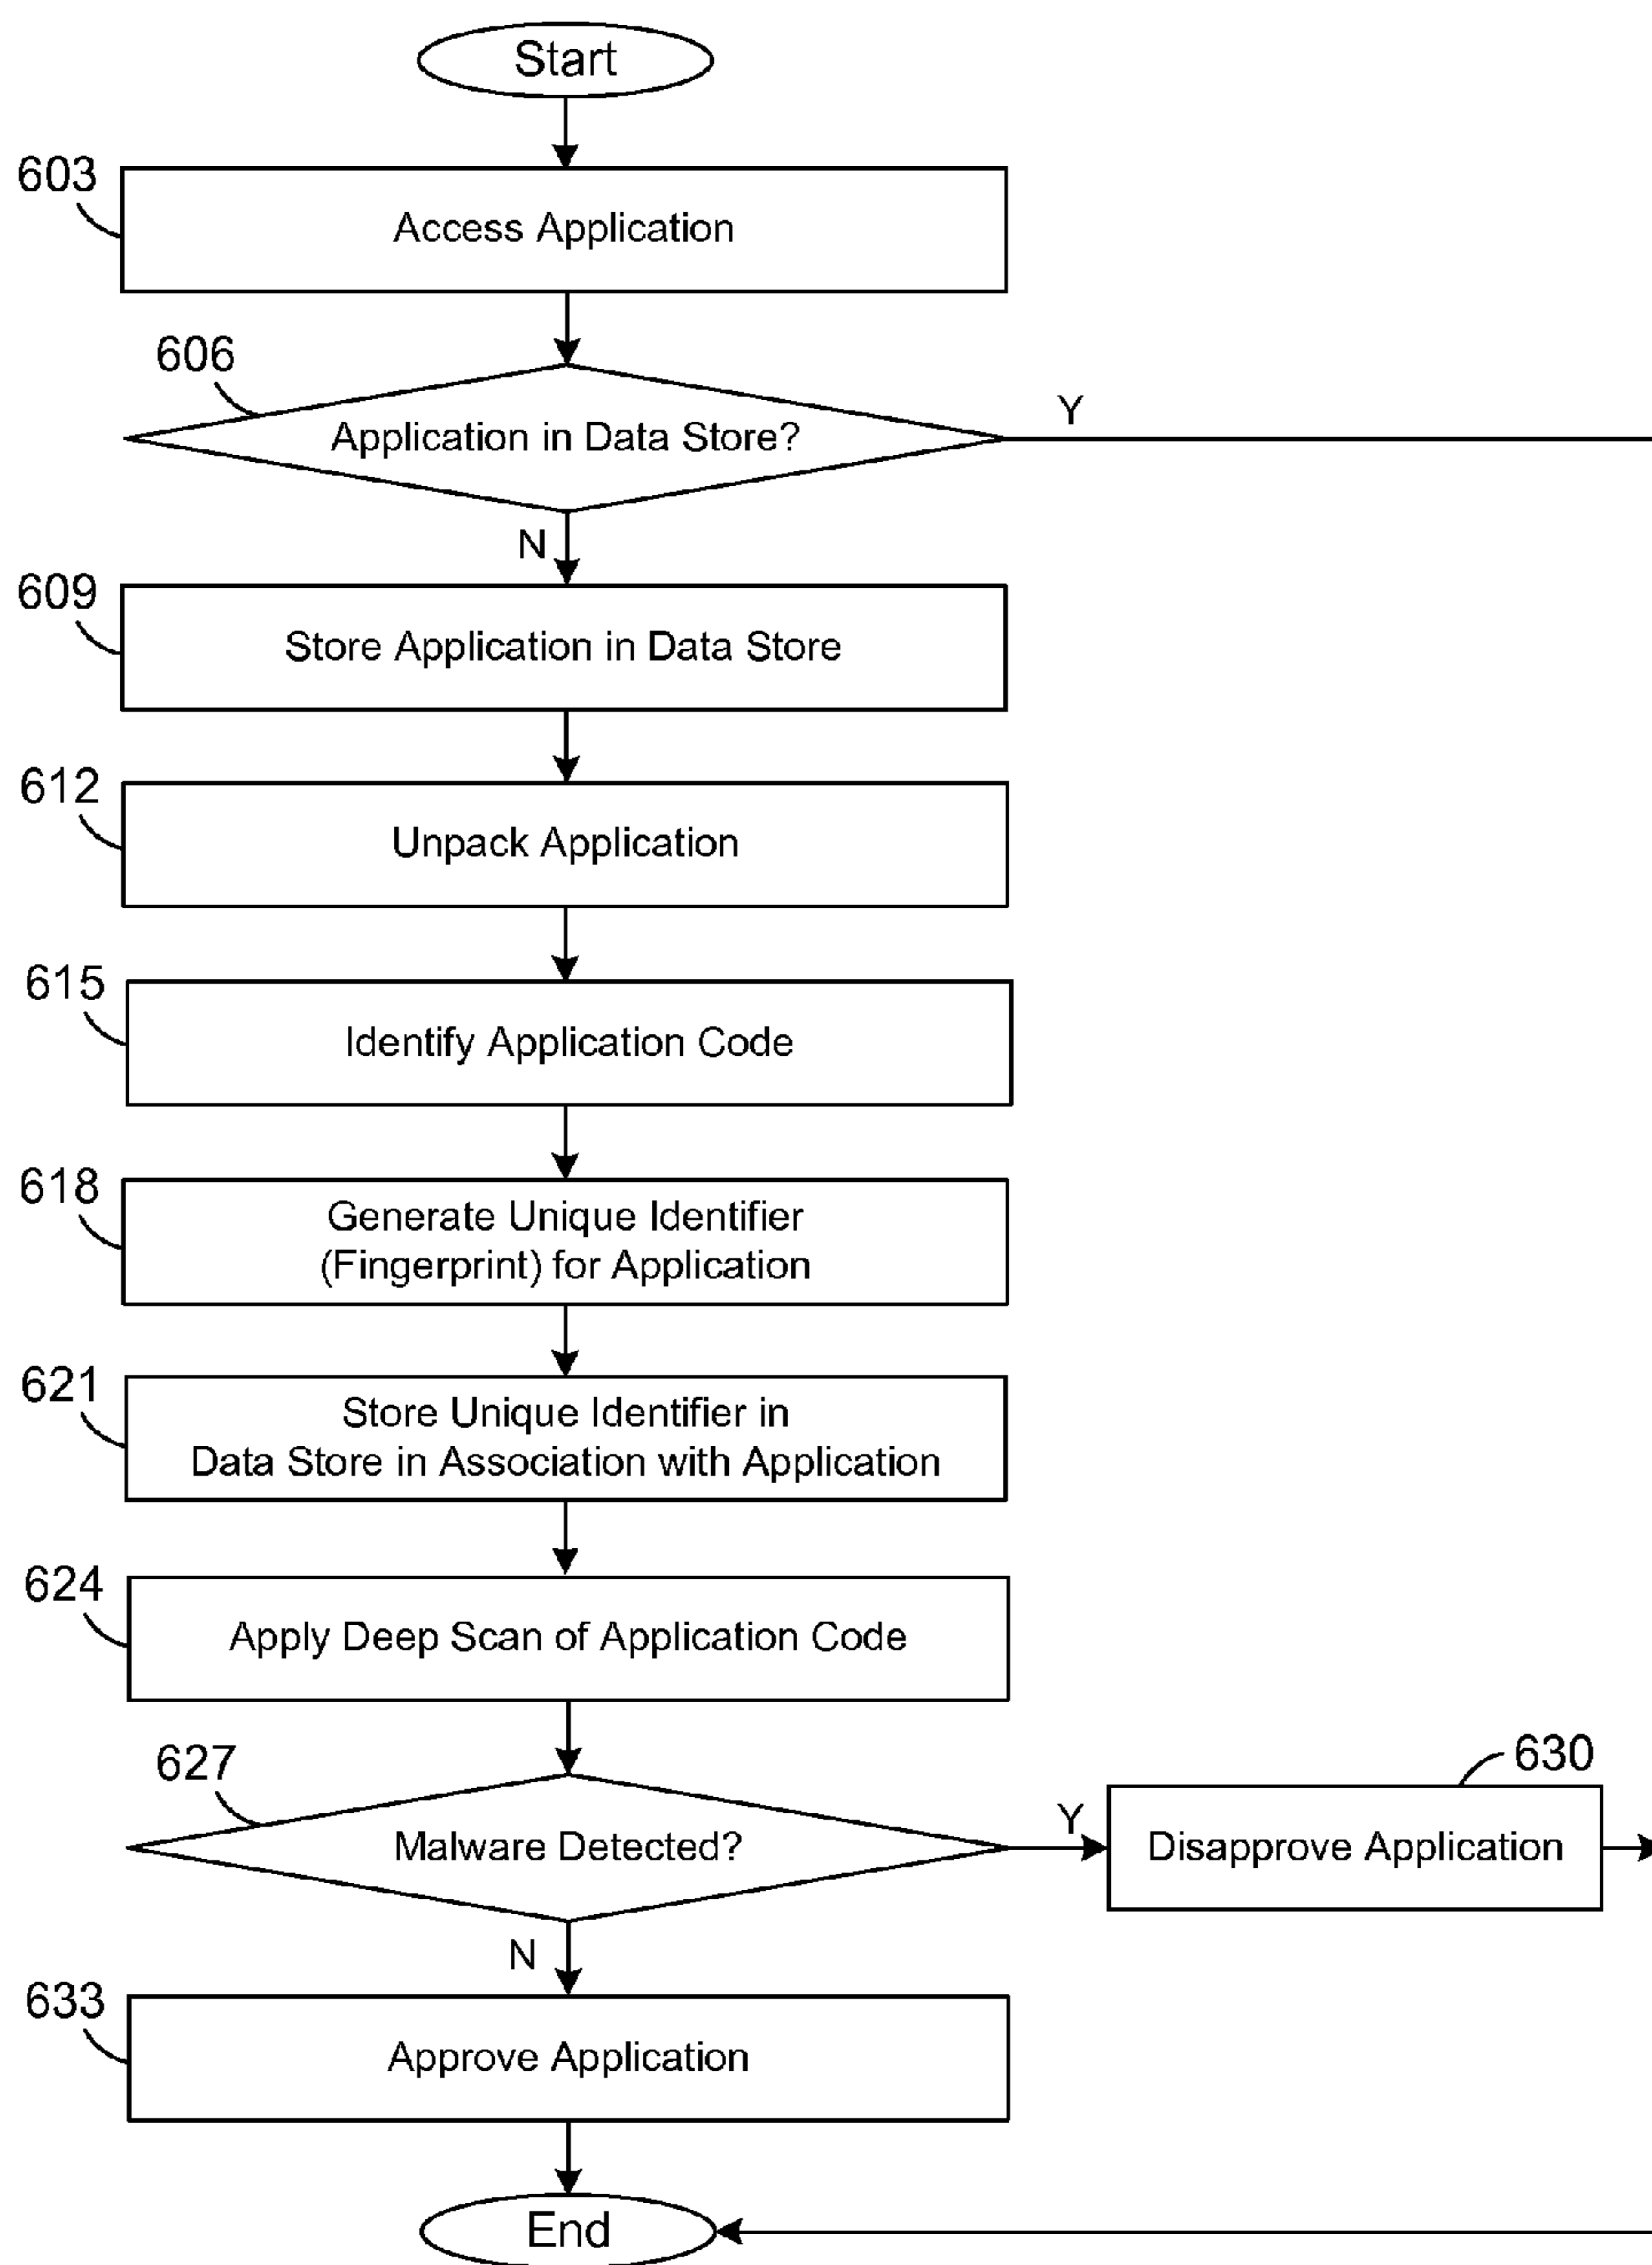 Start
603
Access Application
606
Application in Data Store?
Y
N
609
Store Application in Data Store
612
Unpack Application
615
Identify Application Code
618
Generate Unique Identifier
(Fingerprint) for Application
621
Store Unique Identifier in
Data Store in Association with Application
624
Apply Deep Scan of Application Code
627
Malware Detected?
Y
630
Disapprove Application
N
633
Approve Application
End